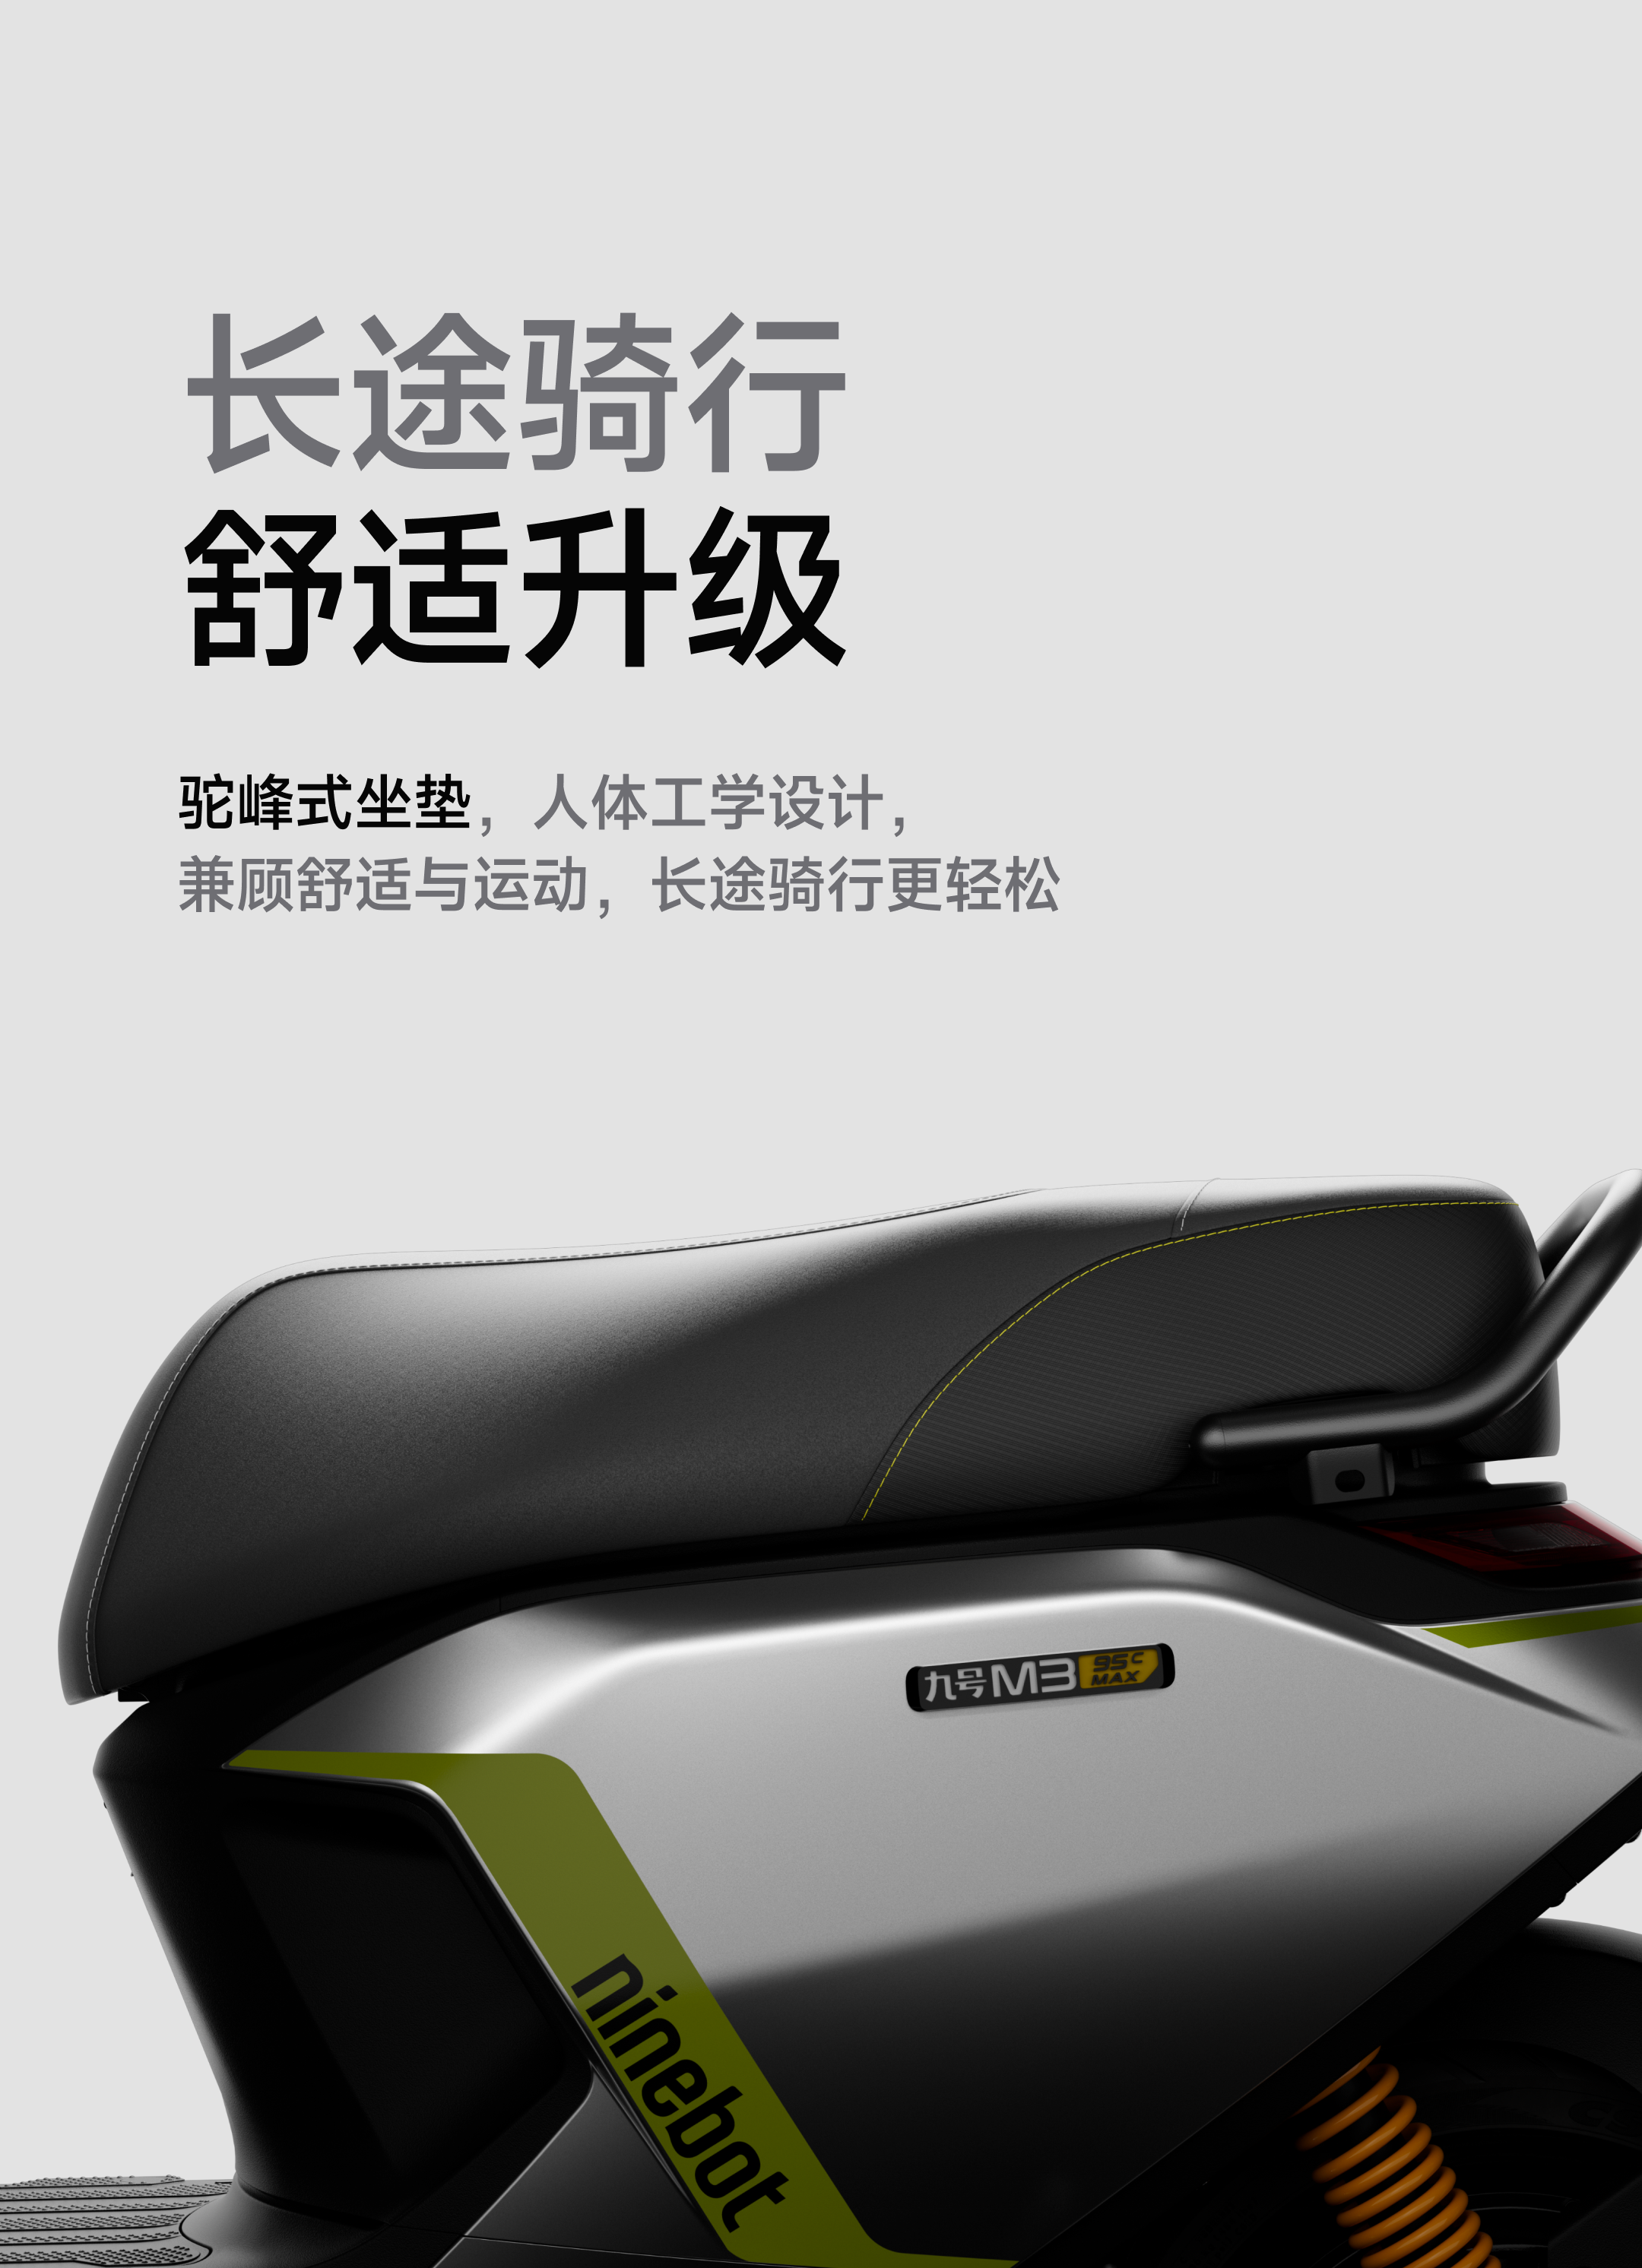 长途骑行
舒适升级
驼峰式坐垫，人体工学设计，
兼顾舒适与运动，长途骑行更轻松
九号M3 95C MAX
ninebot